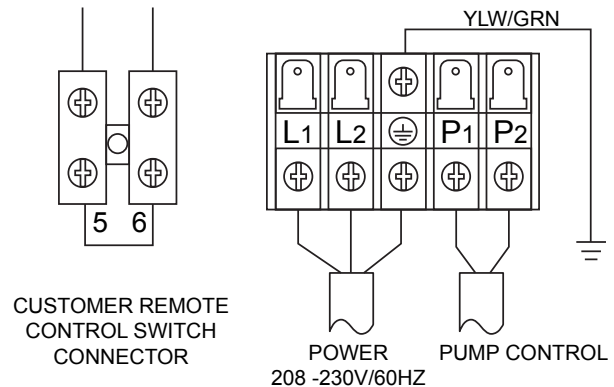 YLW/GRN
L1 L2 P1 P2
5 6
CUSTOMER REMOTE
CONTROL SWITCH
CONNECTOR
POWER
208 -230V/60HZ
PUMP CONTROL